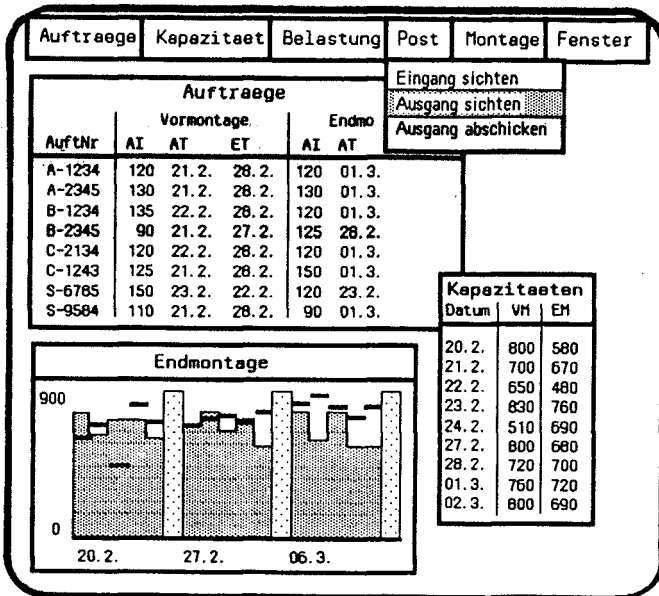 Auftraege Kapazitaet Belastung Post Montage Fenster
Eingang sichten
Ausgang sichten
Ausgang abschicken
Auftraege
Vormontage Endmo
AuftNr AI AT ET AI AT
A-1234 120 21.2. 28.2. 120 01.3.
A-2345 130 21.2. 28.2. 130 01.3.
B-1234 135 22.2. 28.2. 120 01.3.
B-2345 90 21.2. 27.2. 125 28.2.
C-2134 120 22.2. 28.2. 120 01.3.
C-1243 125 21.2. 28.2. 150 01.3.
S-6785 150 23.2. 22.2. 120 23.2.
S-9584 110 21.2. 28.2. 90 01.3.
Kapazitaeten
Datum VM EM
20.2. 800 580
21.2. 700 670
22.2. 650 480
23.2. 830 760
24.2. 510 690
27.2. 800 680
28.2. 720 700
01.3. 760 720
02.3. 800 690
Endmontage
900
0
20.2. 27.2. 06.3.